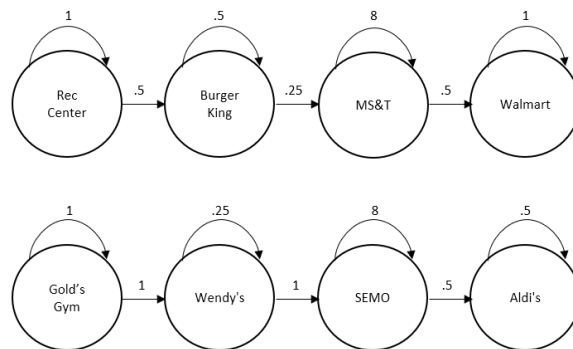 1 .5 8 1
Rec Center .5 Burger King .25 MS&T .5 Walmart
1 .25 8 .5
Gold's Gym 1 Wendy's 1 SEMO .5 Aldi's